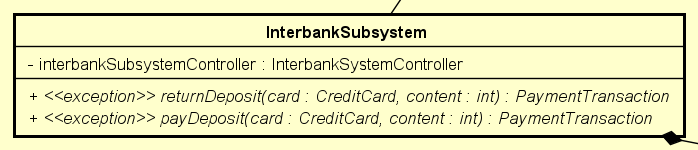 InterbankSubsystem
- interbankSubsystemController : InterbankSystemController
+ <<exception>> returnDeposit(card : CreditCard, content : int) : PaymentTransaction
+ <<exception>> payDeposit(card : CreditCard, content : int) : PaymentTransaction